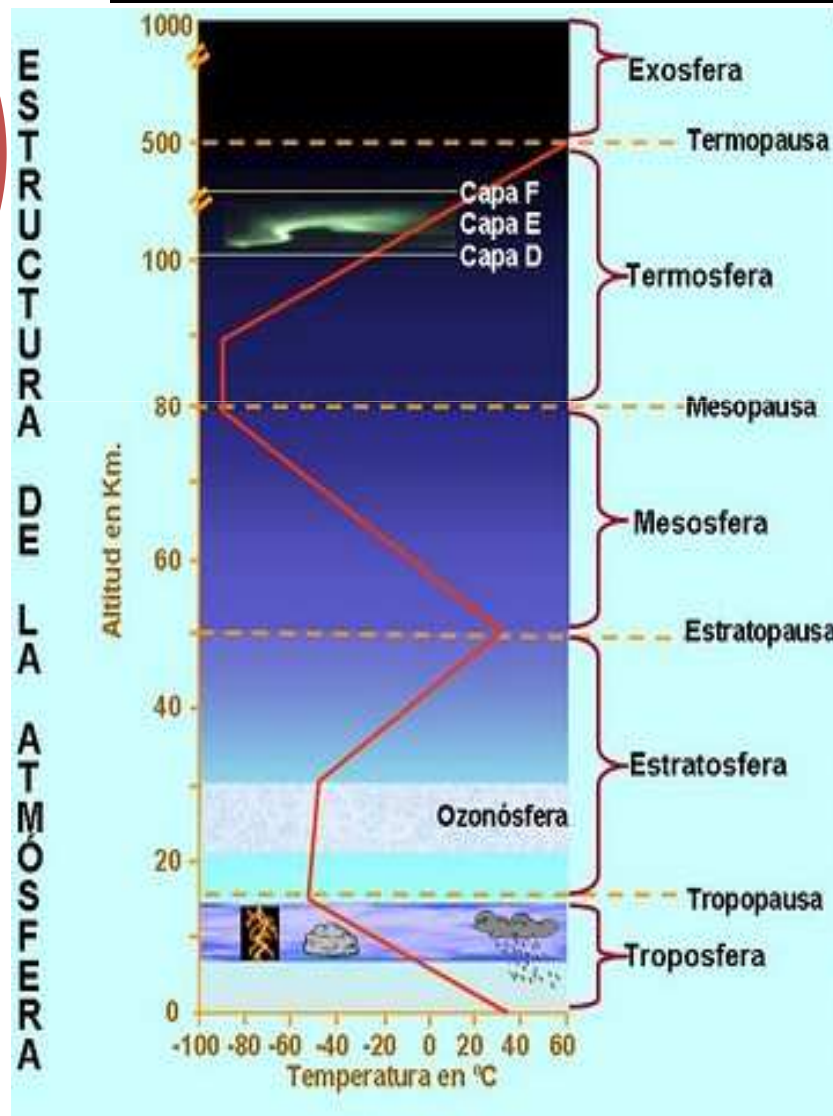 ESTRUCTURA DE LA ATMÓSFERA
Altitud en Km.
1000
500
100
80
60
40
20
0
Exosfera
Termopausa
Capa F
Capa E
Capa D
Termosfera
Mesopausa
Mesosfera
Estratopausa
Estratosfera
Ozonósfera
Tropopausa
Troposfera
-100 -80 -60 -40 -20 0 20 40 60
Temperatura en ºC